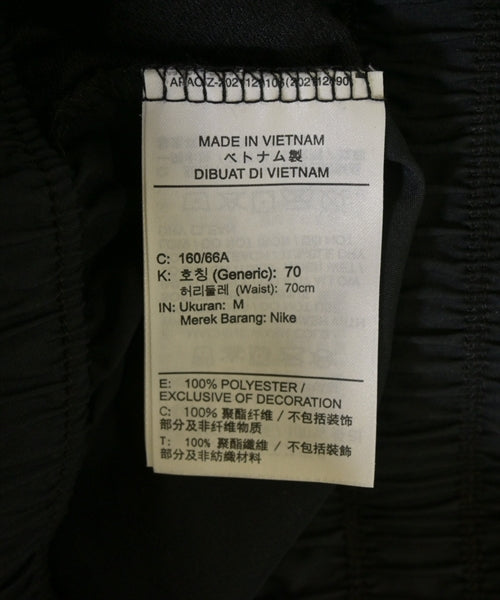 MADE IN VIETNAM
ベトナム製
DIBUAT DI VIETNAM
C: 160/66A
K: 호칭 (Generic): 70
허리둘레 (Waist): 70cm
IN: Ukuran: M
Merek Barang: Nike
E: 100% POLYESTER /
EXCLUSIVE OF DECORATION
C: 100% 聚酯纤维 / 不包括装饰
部分及非纤维物质
T: 100% 聚酯纖維 / 不包括裝飾
部分及非紡織材料